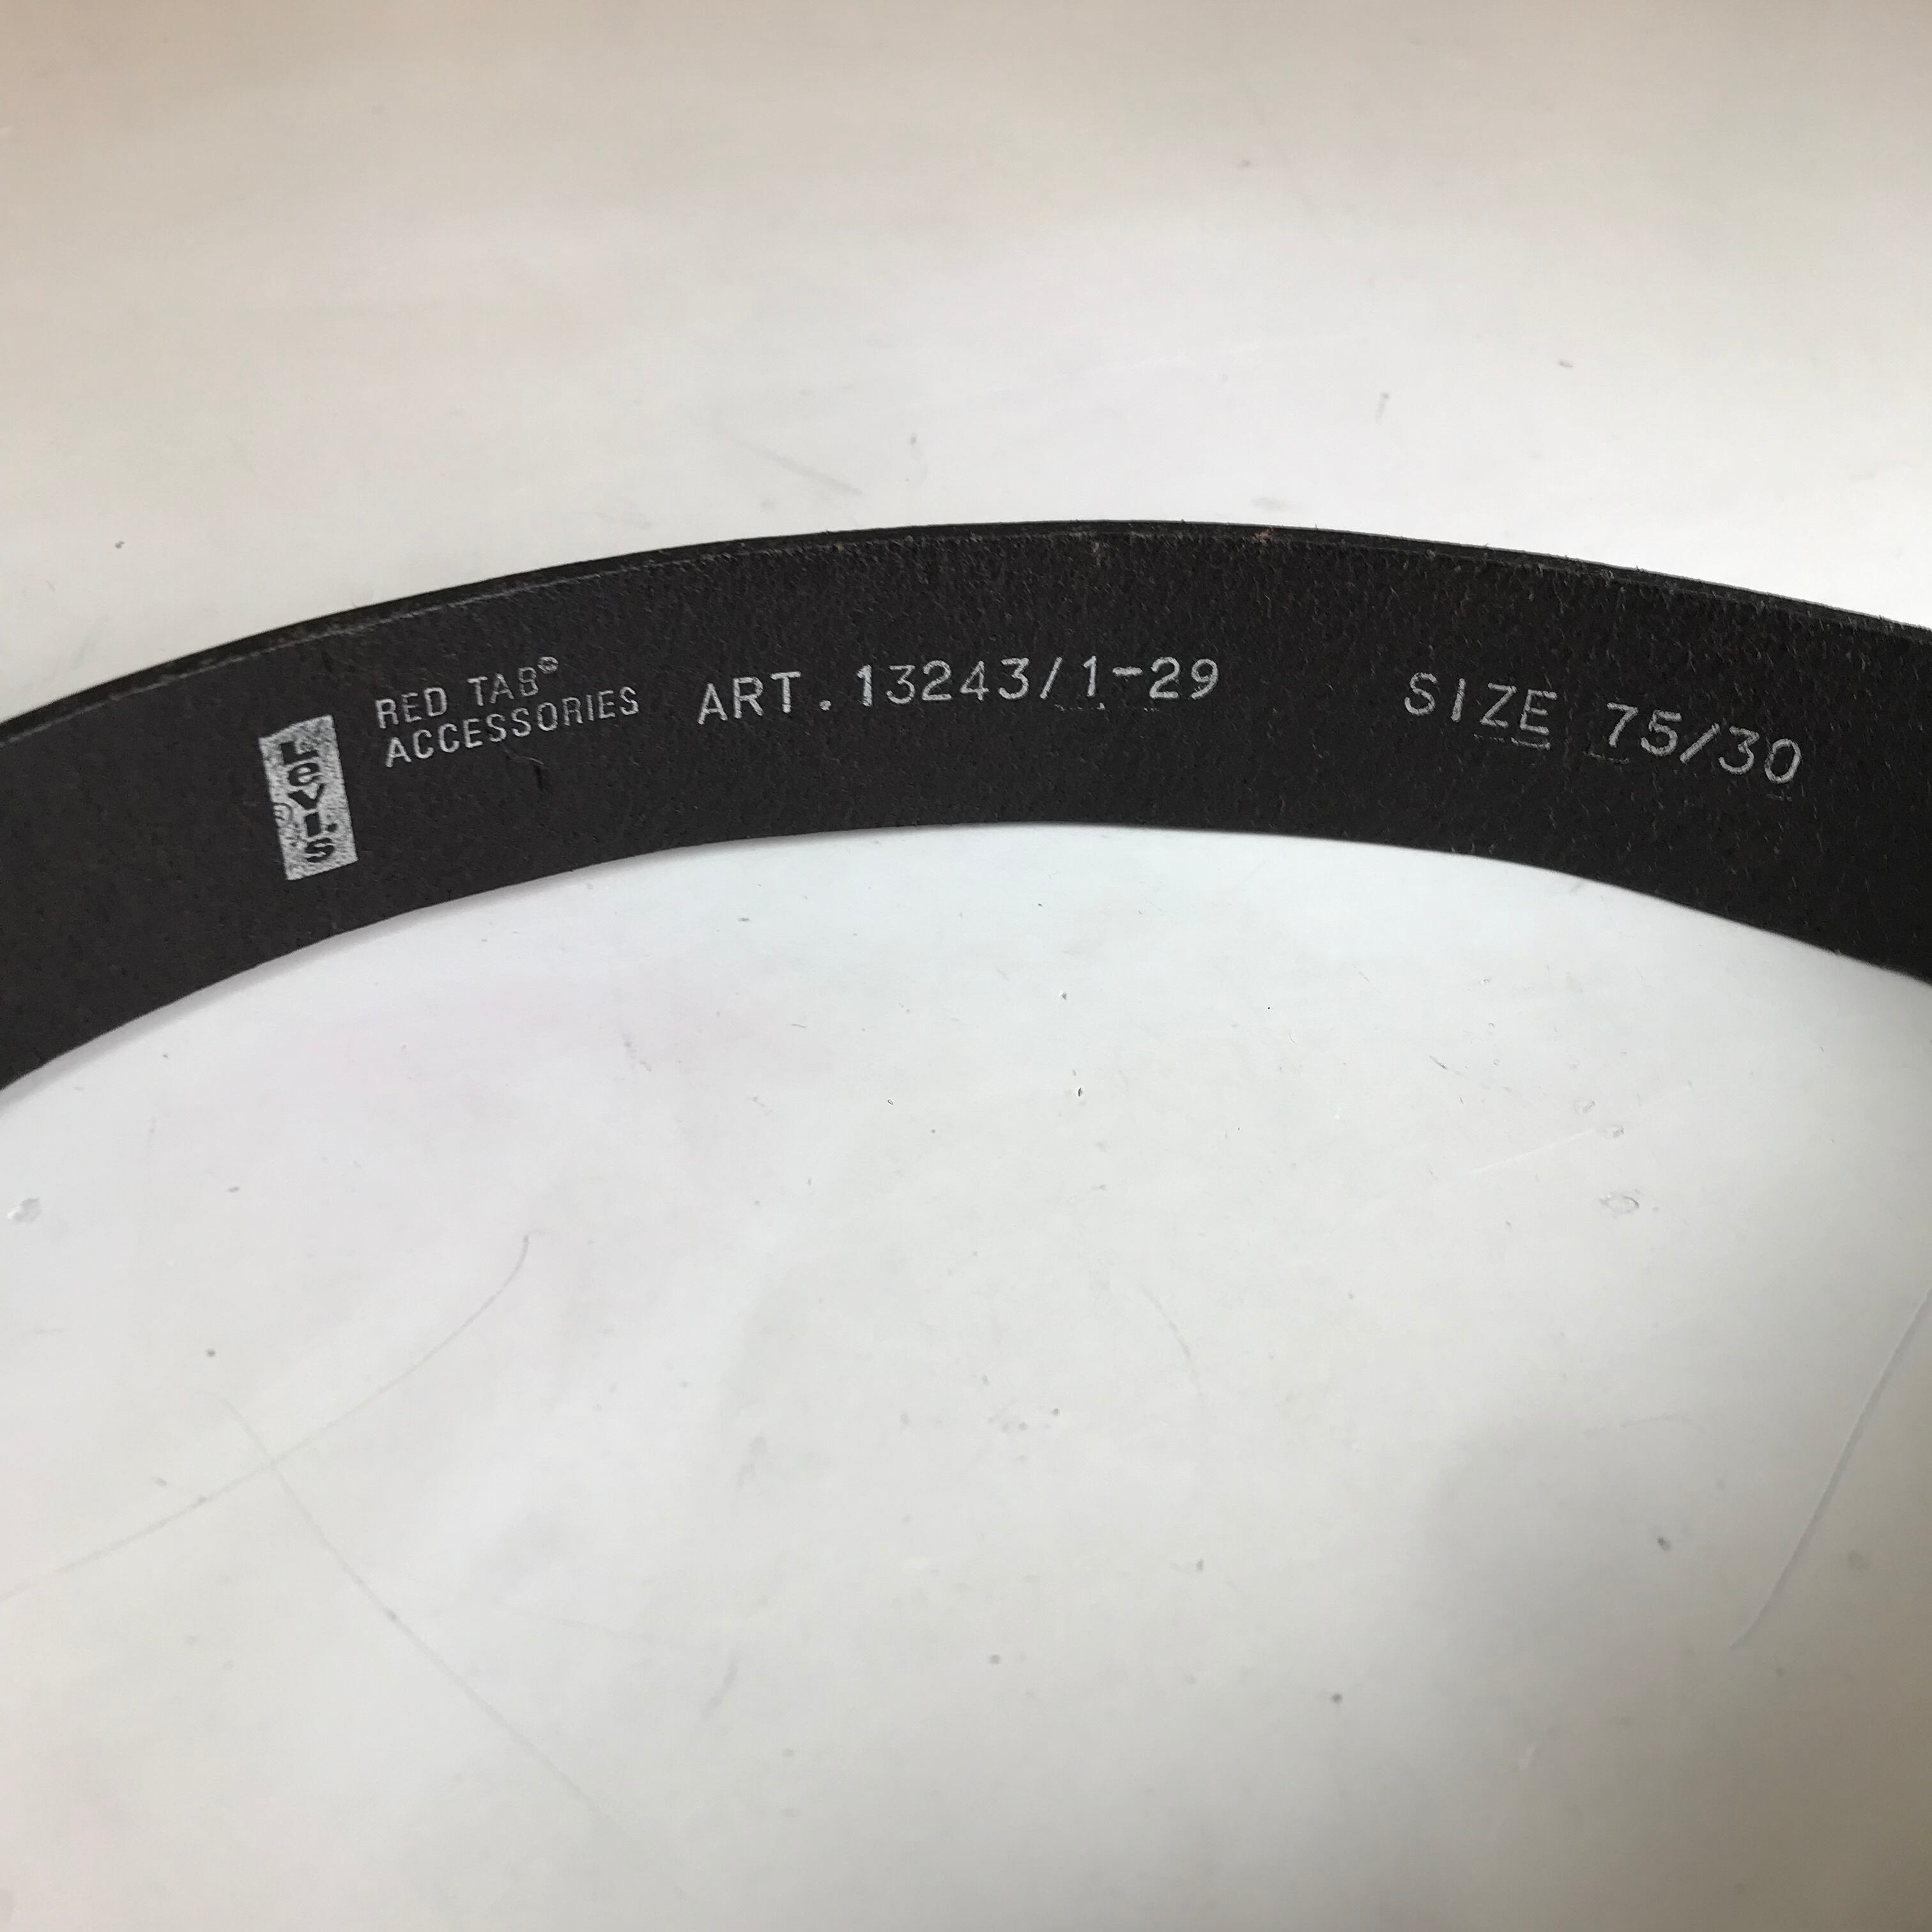 Levi's
RED TAB®
ACCESSORIES
ART.13243/1-29
SIZE 75/30